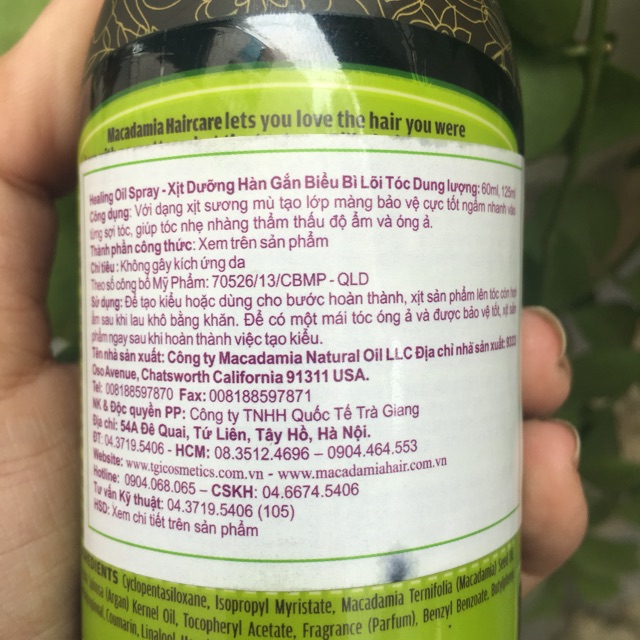 Macadamia Haircare lets you love the hair you were
Healing Oil Spray - Xịt Dưỡng Hàn Gắn Biểu Bì Lõi Tóc Dung lượng: 60ml, 125ml
Công dụng: Với dạng xịt sương mù tạo lớp màng bảo vệ cực tốt ngấm nhanh vào
từng sợi tóc, giúp tóc nhẹ nhàng thẩm thấu độ ẩm và óng ả.
Thành phần công thức: Xem trên sản phẩm
Chỉ tiêu: Không gây kích ứng da
Theo số công bố Mỹ Phẩm: 70526/13/CBMP - QLD
Sử dụng: Để tạo kiểu hoặc dùng cho bước hoàn thành, xịt sản phẩm lên tóc còn hơi
ẩm sau khi lau khô bằng khăn. Để có một mái tóc óng ả và được bảo vệ tốt, xịt sản
phẩm ngay sau khi hoàn thành việc tạo kiểu.
Tên nhà sản xuất: Công ty Macadamia Natural Oil LLC Địa chỉ nhã sản xuất:
Oso Avenue, Chatsworth California 91311 USA.
Tel: 008188597870 Fax: 008188597871
NK & Độc quyền PP: Công ty TNHH Quốc Tế Trà Giang
Địa chỉ: 54A Đê Quai, Tứ Liên, Tây Hồ, Hà Nội.
ĐT: 04.3719.5406 - HCM: 08.3512.4696 – 0904.464.553
Website: www.tgicosmetics.com.vn - www.macadamiahair.com.vn
Hotline: 0904.068.065 – CSKH: 04.6674.5406
Tư vấn Kỹ thuật: 04.3719.5406 (105)
HSD: Xem chi tiết trên sản phẩm
INGREDIENTS Cyclopentasiloxane, Isopropyl Myristate, Macadamia Ternifolia (Macadamia) Seed Oil,
Spinosa (Argan) Kernel Oil, Tocopheryl Acetate, Fragrance (Parfum), Benzyl Benzoate,
Coumarin, Linalool